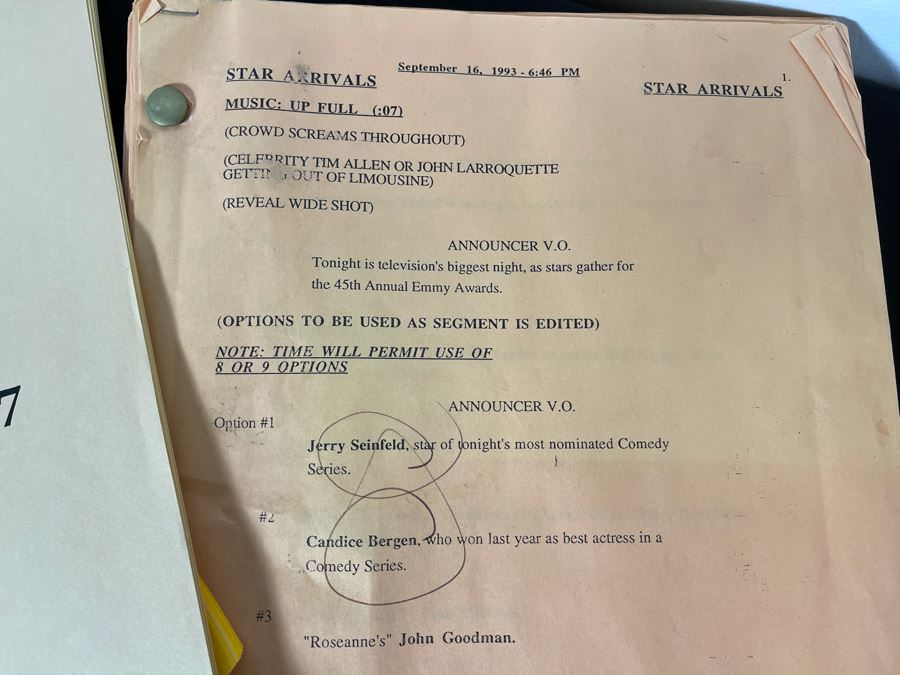 September 16, 1993 - 6:46 PM
1.
STAR ARRIVALS
STAR ARRIVALS
MUSIC: UP FULL (:07)
(CROWD SCREAMS THROUGHOUT)
(CELEBRITY TIM ALLEN OR JOHN LARROQUETTE
GETTING OUT OF LIMOUSINE)
(REVEAL WIDE SHOT)
ANNOUNCER V.O.
Tonight is television's biggest night, as stars gather for
the 45th Annual Emmy Awards.
(OPTIONS TO BE USED AS SEGMENT IS EDITED)
NOTE: TIME WILL PERMIT USE OF
8 OR 9 OPTIONS
ANNOUNCER V.O.
Option #1
Jerry Seinfeld, star of tonight's most nominated Comedy
Series.
#2
Candice Bergen, who won last year as best actress in a
Comedy Series.
#3
"Roseanne's" John Goodman.
7